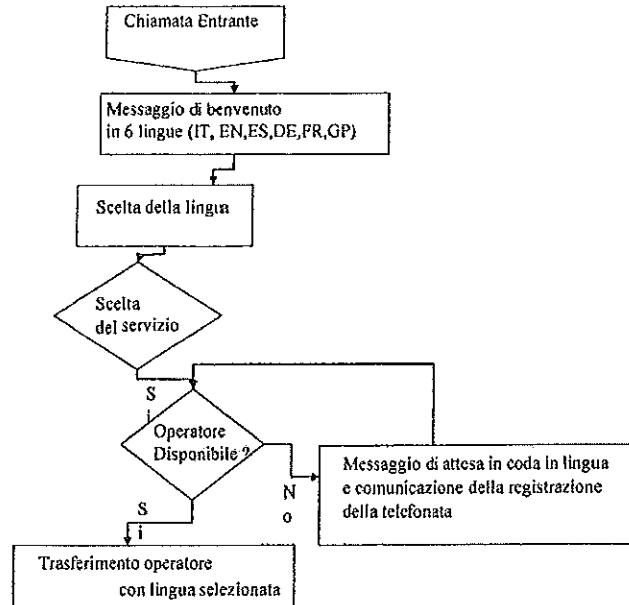 Chiamata Entrante
Messaggio di benvenuto
in 6 lingue (IT, EN,ES,DE,FR,GP)
Scelta della lingua
Scelta
del servizio
S
i
Operatore
Disponibile ?
N
o
Messaggio di attesa in coda in lingua
e comunicazione della registrazione
della telefonata
S
i
Trasferimento operatore
con lingua selezionata